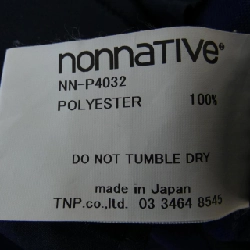 nonnative®
NN-P4032
POLYESTER 100%
DO NOT TUMBLE DRY
made in Japan
TNP.co.,ltd. 03 3464 8545